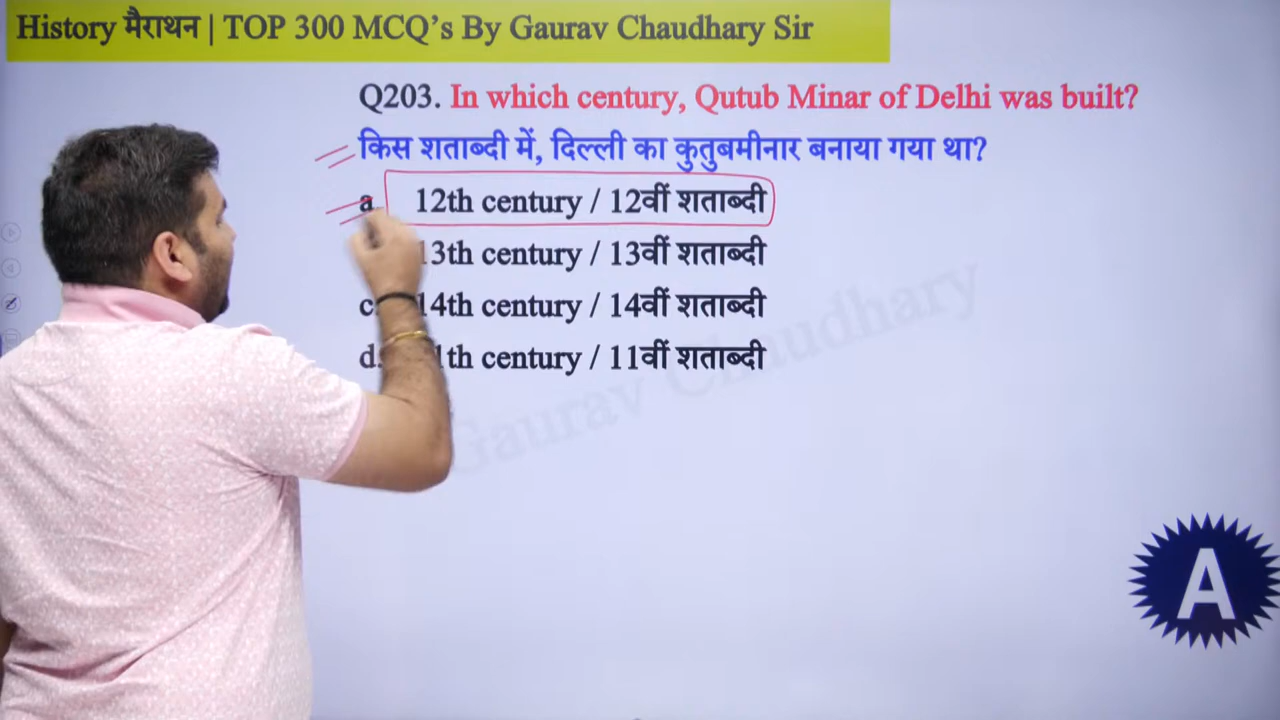 History मैराथन | TOP 300 MCQ’s By Gaurav Chaudhary Sir
Q203. In which century, Qutub Minar of Delhi was built?
किस शताब्दी में, दिल्ली का कुतुबमीनार बनाया गया था?
a 12th century / 12वीं शताब्दी
13th century / 13वीं शताब्दी
c. 14th century / 14वीं शताब्दी
d. 1th century / 11वीं शताब्दी
Gaurav Chaudhary
A